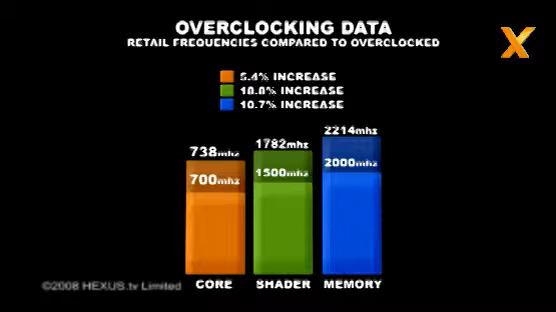 OVERCLOCKING DATA
RETAIL FREQUENCIES COMPARED TO OVERCLOCKED
X
5.4% INCREASE
18.8% INCREASE
10.7% INCREASE
738mhz
1782mhz
2214mhz
700mhz
1500mhz
2000mhz
©2008 HEXUS.tv Limited
CORE
SHADER
MEMORY